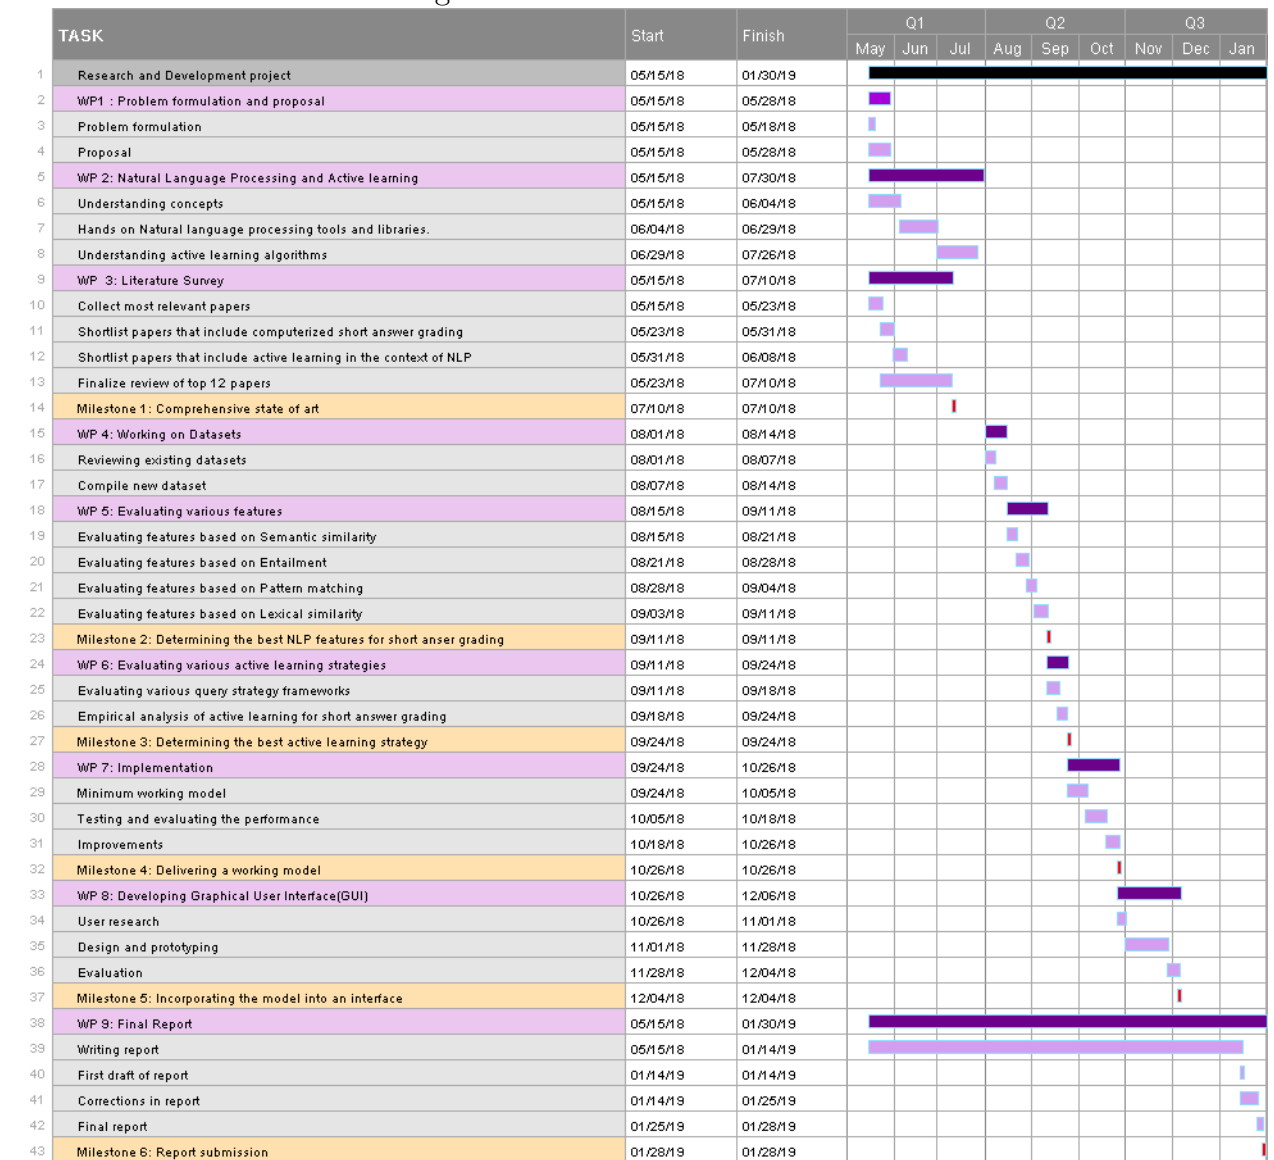 TASK Start Finish Q1 Q2 Q3
May Jun Jul Aug Sep Oct Nov Dec Jan
1 Research and Development project 05/15/18 01/30/19
2 WP1 : Problem formulation and proposal 05/15/18 05/28/18
3 Problem formulation 05/15/18 05/18/18
4 Proposal 05/15/18 05/28/18
5 WP 2: Natural Language Processing and Active learning 05/15/18 07/30/18
6 Understanding concepts 05/15/18 06/04/18
7 Hands on Natural language processing tools and libraries. 06/04/18 06/29/18
8 Understanding active learning algorithms 06/29/18 07/26/18
9 WP 3: Literature Survey 05/15/18 07/10/18
10 Collect most relevant papers 05/15/18 05/23/18
11 Shortlist papers that include computerized short answer grading 05/23/18 05/31/18
12 Shortlist papers that include active learning in the context of NLP 05/31/18 06/08/18
13 Finalize review of top 12 papers 05/23/18 07/10/18
14 Milestone 1: Comprehensive state of art 07/10/18 07/10/18
15 WP 4: Working on Datasets 08/01/18 08/14/18
16 Reviewing existing datasets 08/01/18 08/07/18
17 Compile new dataset 08/07/18 08/14/18
18 WP 5: Evaluating various features 08/15/18 09/11/18
19 Evaluating features based on Semantic similarity 08/15/18 08/21/18
20 Evaluating features based on Entailment 08/21/18 08/28/18
21 Evaluating features based on Pattern matching 08/28/18 09/04/18
22 Evaluating features based on Lexical similarity 09/03/18 09/11/18
23 Milestone 2: Determining the best NLP features for short anser grading 09/11/18 09/11/18
24 WP 6: Evaluating various active learning strategies 09/11/18 09/24/18
25 Evaluating various query strategy frameworks 09/11/18 09/18/18
26 Empirical analysis of active learning for short answer grading 09/18/18 09/24/18
27 Milestone 3: Determining the best active learning strategy 09/24/18 09/24/18
28 WP 7: Implementation 09/24/18 10/26/18
29 Minimum working model 09/24/18 10/05/18
30 Testing and evaluating the performance 10/05/18 10/18/18
31 Improvements 10/18/18 10/26/18
32 Milestone 4: Delivering a working model 10/26/18 10/26/18
33 WP 8: Developing Graphical User Interface(GUI) 10/26/18 12/06/18
34 User research 10/26/18 11/01/18
35 Design and prototyping 11/01/18 11/28/18
36 Evaluation 11/28/18 12/04/18
37 Milestone 5: Incorporating the model into an interface 12/04/18 12/04/18
38 WP 9: Final Report 05/15/18 01/30/19
39 Writing report 05/15/18 01/14/19
40 First draft of report 01/14/19 01/14/19
41 Corrections in report 01/14/19 01/25/19
42 Final report 01/25/19 01/28/19
43 Milestone 6: Report submission 01/28/19 01/28/19